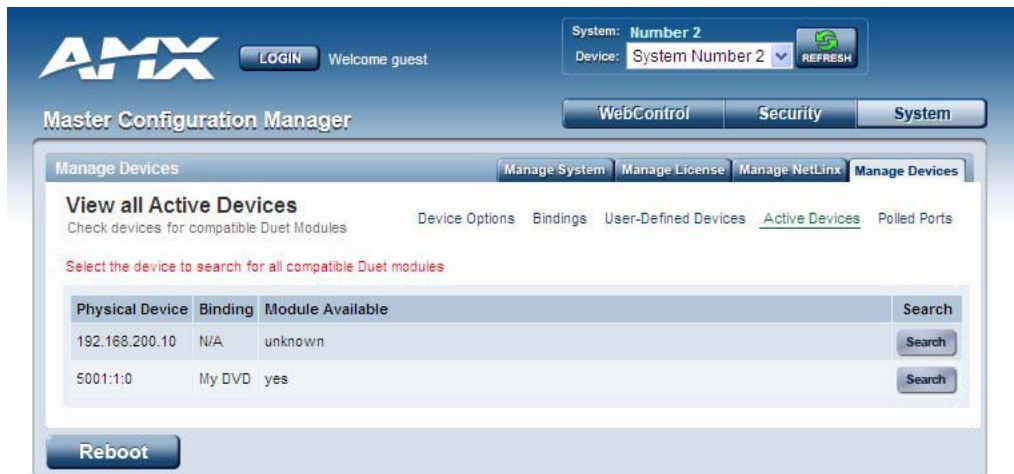 AMX
LOGIN Welcome guest
System: Number 2
Device: System Number 2
REFRESH
Master Configuration Manager
WebControl Security System
Manage Devices
Manage System Manage License Manage NetLinx Manage Devices
View all Active Devices
Check devices for compatible Duet Modules
Device Options Bindings User-Defined Devices Active Devices Polled Ports
Select the device to search for all compatible Duet modules
Physical Device Binding Module Available Search
192.168.200.10 N/A unknown Search
5001:1:0 My DVD yes Search
Reboot